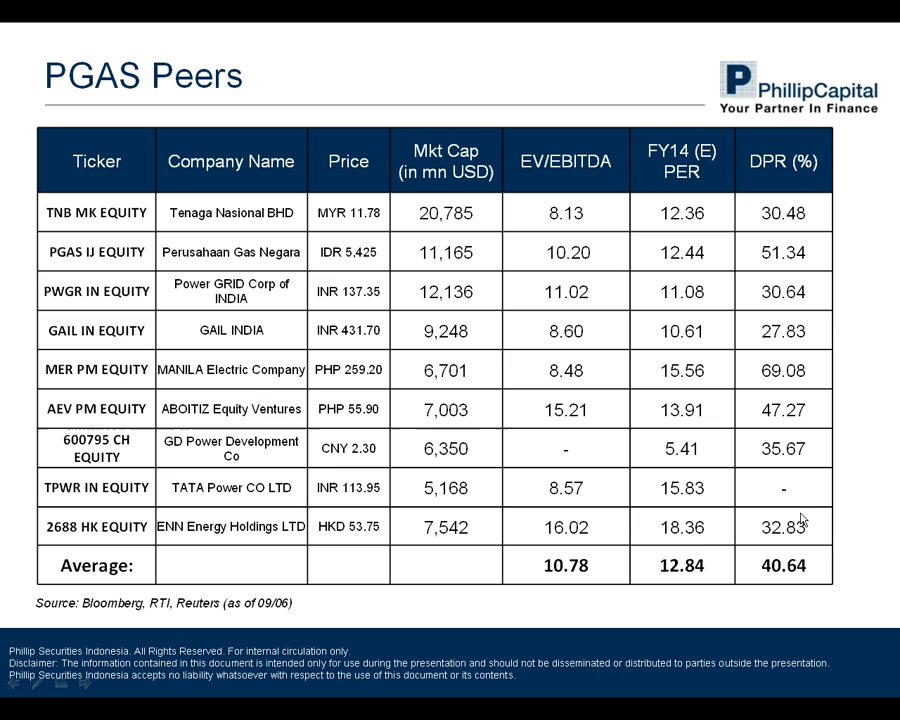 PGAS Peers
PhillipCapital
Your Partner In Finance
Ticker Company Name Price Mkt Cap (in mn USD) EV/EBITDA FY14 (E) PER DPR (%)
TNB MK EQUITY Tenaga Nasional BHD MYR 11.78 20,785 8.13 12.36 30.48
PGAS IJ EQUITY Perusahaan Gas Negara IDR 5,425 11,165 10.20 12.44 51.34
PWGR IN EQUITY Power GRID Corp of INDIA INR 137.35 12,136 11.02 11.08 30.64
GAIL IN EQUITY GAIL INDIA INR 431.70 9,248 8.60 10.61 27.83
MER PM EQUITY MANILA Electric Company PHP 259.20 6,701 8.48 15.56 69.08
AEV PM EQUITY ABOITIZ Equity Ventures PHP 55.90 7,003 15.21 13.91 47.27
600795 CH EQUITY GD Power Development Co CNY 2.30 6,350 - 5.41 35.67
TPWR IN EQUITY TATA Power CO LTD INR 113.95 5,168 8.57 15.83 -
2688 HK EQUITY ENN Energy Holdings LTD HKD 53.75 7,542 16.02 18.36 32.83
Average: 10.78 12.84 40.64
Source: Bloomberg, RTI, Reuters (as of 09/06)
Phillip Securities Indonesia. All Rights Reserved. For internal circulation only.
Disclaimer: The information contained in this document is intended only for use during the presentation and should not be disseminated or distributed to parties outside the presentation.
Phillip Securities Indonesia accepts no liability whatsoever with respect to the use of this document or its contents.